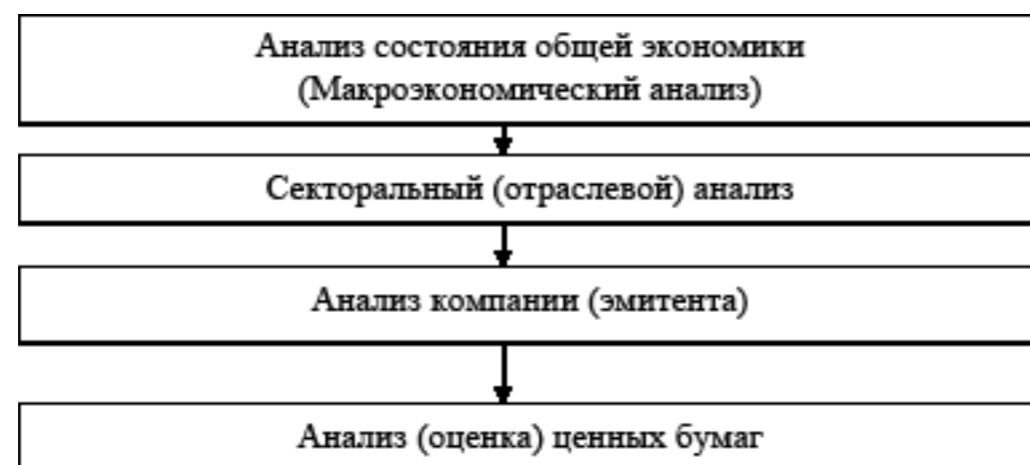 Анализ состояния общей экономики
(Макроэкономический анализ)
Секторальный (отраслевой) анализ
Анализ компании (эмитента)
Анализ (оценка) ценных бумаг